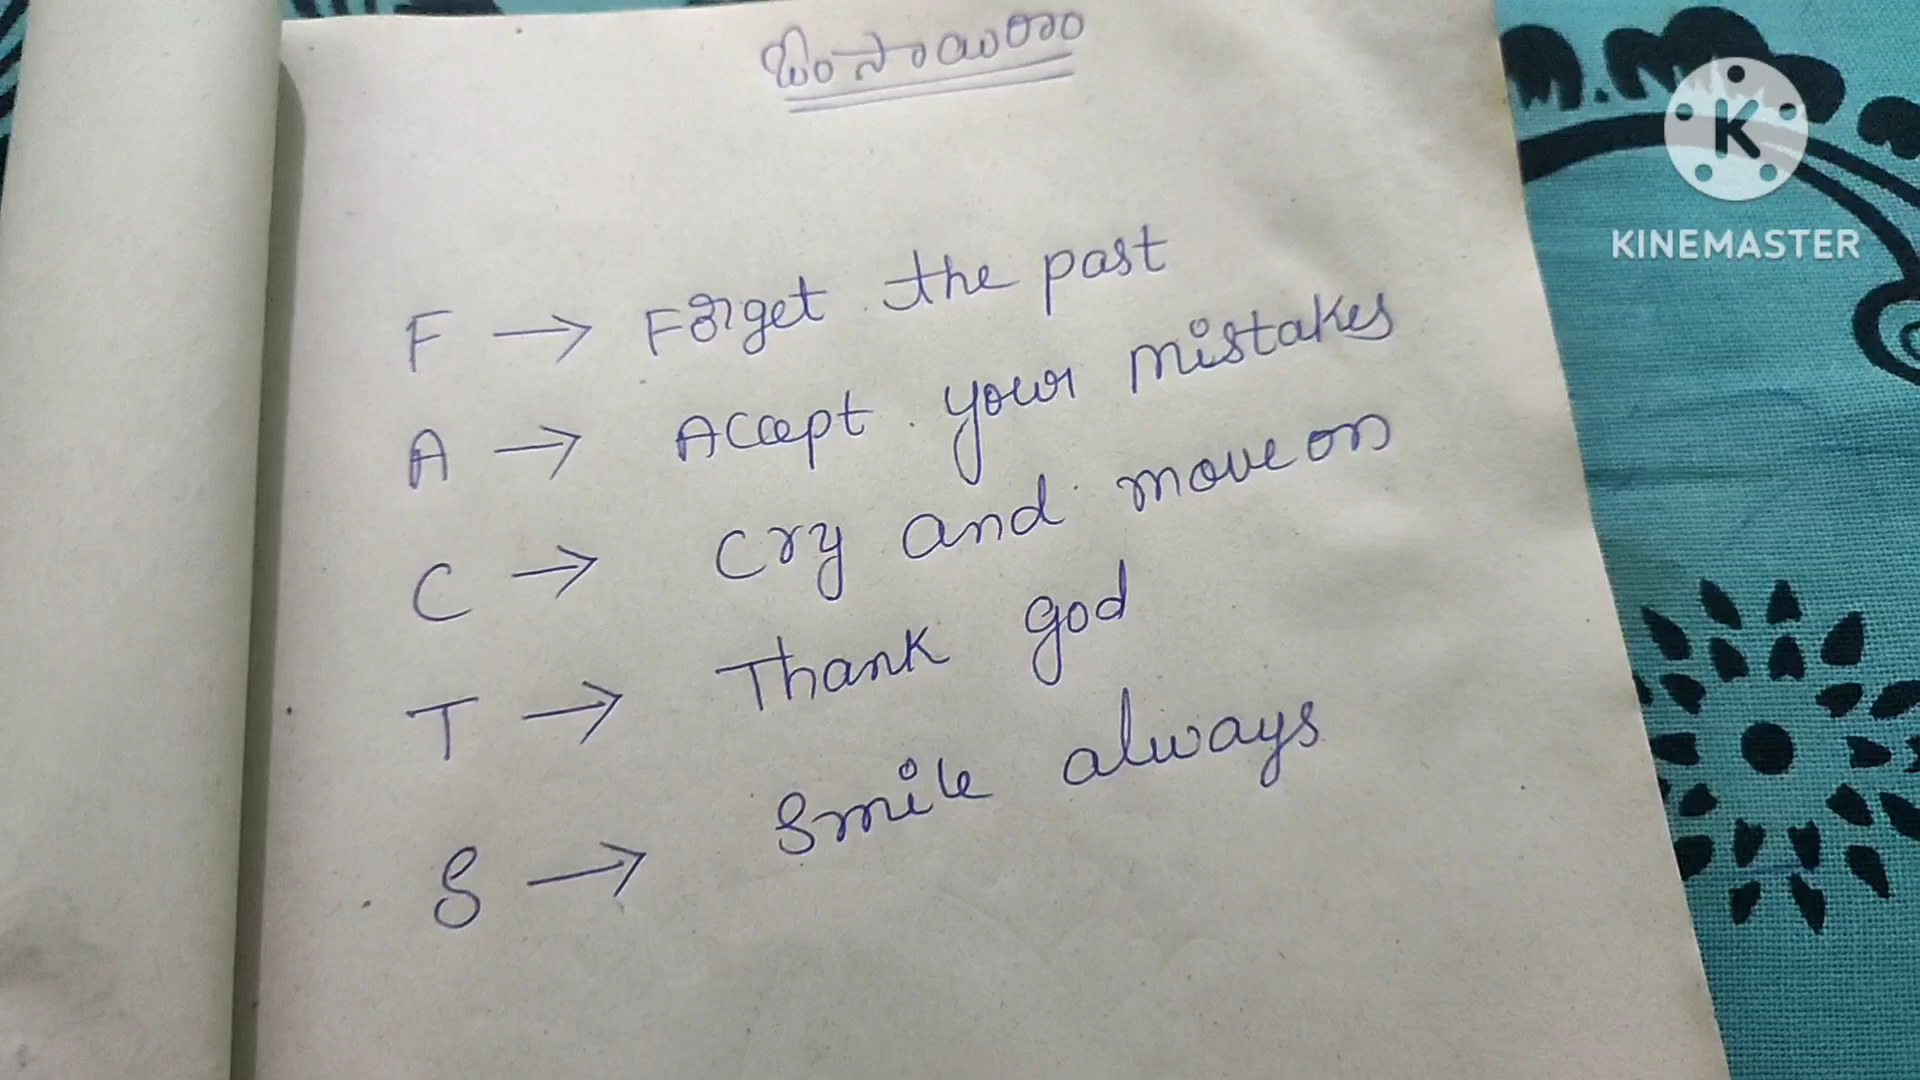 ఓం సాయిరాం
F → Forget the past
A → Accept your mistakes
C → Cry and move on
T → Thank god
S → Smile always
K
KINEMASTER